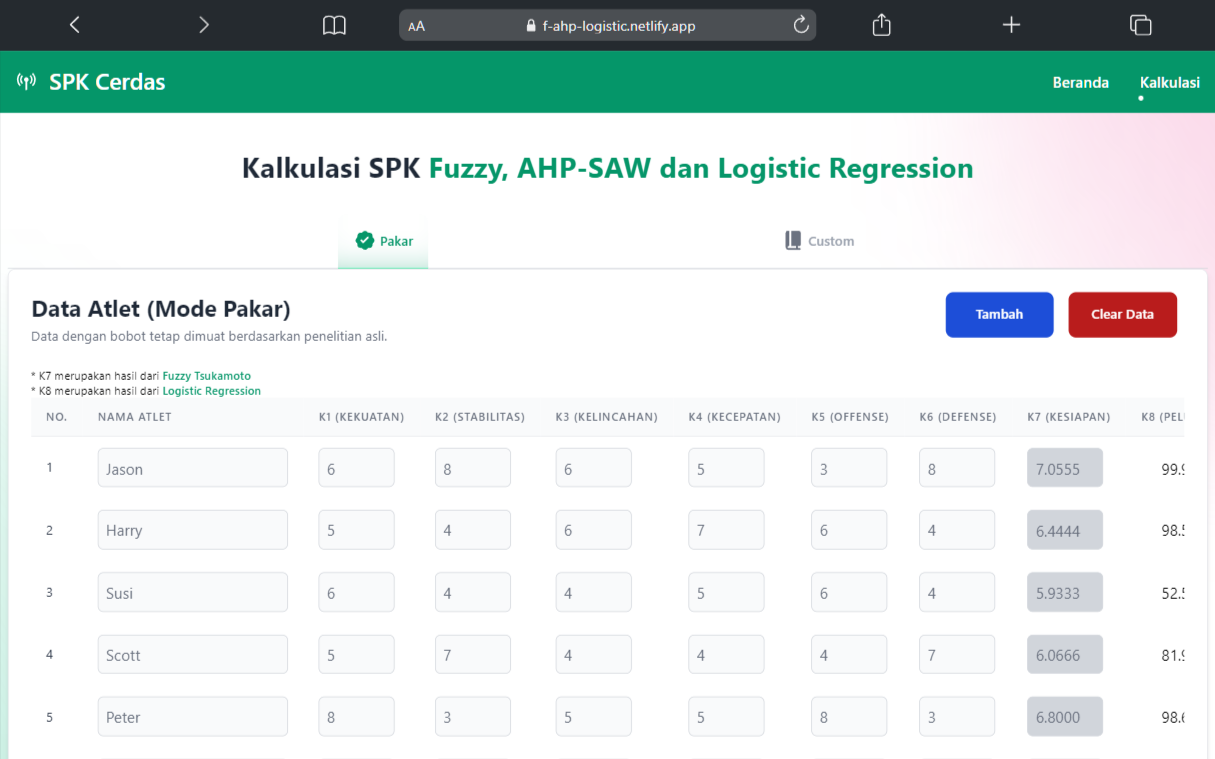 AA f-ahp-logistic.netlify.app
SPK Cerdas Beranda Kalkulasi
Kalkulasi SPK Fuzzy, AHP-SAW dan Logistic Regression
Pakar Custom
Data Atlet (Mode Pakar)
Data dengan bobot tetap dimuat berdasarkan penelitian asli.
Tambah Clear Data
* K7 merupakan hasil dari Fuzzy Tsukamoto
* K8 merupakan hasil dari Logistic Regression
NO. NAMA ATLET K1 (KEKUATAN) K2 (STABILITAS) K3 (KELINCAHAN) K4 (KECEPATAN) K5 (OFFENSE) K6 (DEFENSE) K7 (KESIAPAN) K8
1 Jason 6 8 6 5 3 8 7.0555
2 Harry 5 4 6 7 6 4 6.4444
3 Susi 6 4 4 5 6 4 5.9333
4 Scott 5 7 4 4 4 7 6.0666
5 Peter 8 3 5 5 8 3 6.8000